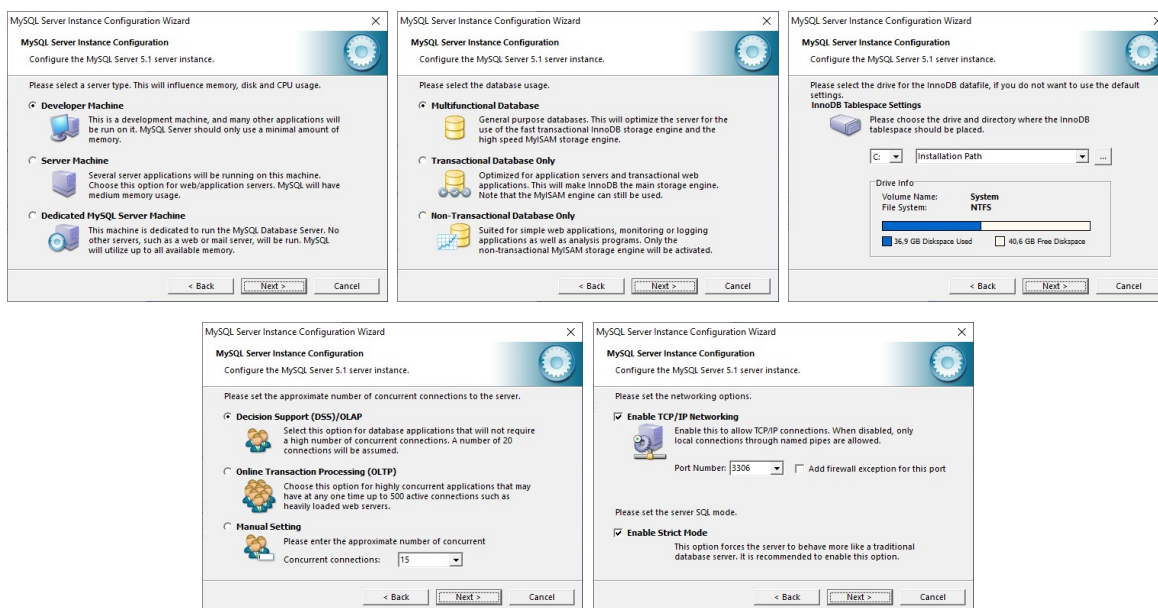 MySQL Server Instance Configuration Wizard
MySQL Server Instance Configuration
Configure the MySQL Server 5.1 server instance.
Please select a server type. This will influence memory, disk and CPU usage.
Developer Machine
This is a development machine, and many other applications will
be run on it. MySQL Server should only use a minimal amount of
memory.
Server Machine
Several server applications will be running on this machine.
Choose this option for web/application servers. MySQL will have
medium memory usage.
Dedicated MySQL Server Machine
This machine is dedicated to run the MySQL Database Server. No
other servers, such as a web or mail server, will be run. MySQL
will utilize up to all available memory.
< Back Next > Cancel
MySQL Server Instance Configuration Wizard
MySQL Server Instance Configuration
Configure the MySQL Server 5.1 server instance.
Please select the database usage.
Multifunctional Database
General purpose databases. This will optimize the server for the
use of the fast transactional InnoDB storage engine and the
high speed MyISAM storage engine.
Transactional Database Only
Optimized for application servers and transactional web
applications. This will make InnoDB the main storage engine.
Note that the MyISAM engine can still be used.
Non-Transactional Database Only
Suited for simple web applications, monitoring or logging
applications as well as analysis programs. Only the
non-transactional MyISAM storage engine will be activated.
< Back Next > Cancel
MySQL Server Instance Configuration Wizard
MySQL Server Instance Configuration
Configure the MySQL Server 5.1 server instance.
Please select the drive for the InnoDB datafile, if you do not want to use the default
settings.
InnoDB Tablespace Settings
Please choose the drive and directory where the InnoDB
tablespace should be placed.
C: Installation Path ...
Drive Info
Volume Name: System
File System: NTFS
36,9 GB Diskspace Used 40,6 GB Free Diskspace
< Back Next > Cancel
MySQL Server Instance Configuration Wizard
MySQL Server Instance Configuration
Configure the MySQL Server 5.1 server instance.
Please set the approximate number of concurrent connections to the server.
Decision Support (DSS)/OLAP
Select this option for database applications that will not require
a high number of concurrent connections. A number of 20
connections will be assumed.
Online Transaction Processing (OLTP)
Choose this option for highly concurrent applications that may
have at any one time up to 500 active connections such as
heavily loaded web servers.
Manual Setting
Please enter the approximate number of concurrent
Concurrent connections: 15
< Back Next > Cancel
MySQL Server Instance Configuration Wizard
MySQL Server Instance Configuration
Configure the MySQL Server 5.1 server instance.
Please set the networking options.
Enable TCP/IP Networking
Enable this to allow TCP/IP connections. When disabled, only
local connections through named pipes are allowed.
Port Number: 3306 Add firewall exception for this port
Please set the server SQL mode.
Enable Strict Mode
This option forces the server to behave more like a traditional
database server. It is recommended to enable this option.
< Back Next > Cancel